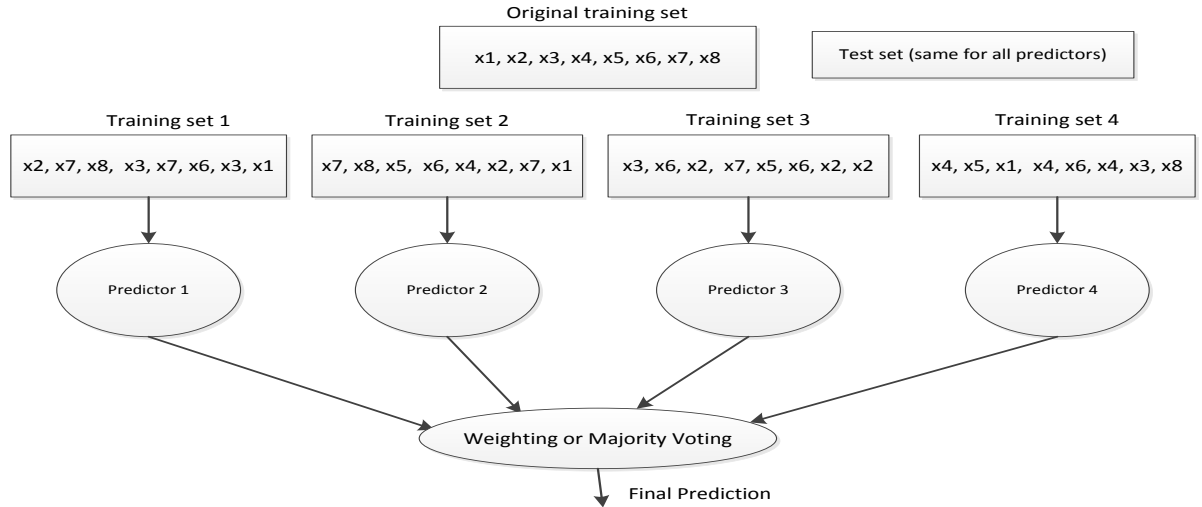 Original training set
x1, x2, x3, x4, x5, x6, x7, x8
Test set (same for all predictors)
Training set 1
Training set 2
Training set 3
Training set 4
x2, x7, x8, x3, x7, x6, x3, x1
x7, x8, x5, x6, x4, x2, x7, x1
x3, x6, x2, x7, x5, x6, x2, x2
x4, x5, x1, x4, x6, x4, x3, x8
Predictor 1
Predictor 2
Predictor 3
Predictor 4
Weighting or Majority Voting
Final Prediction